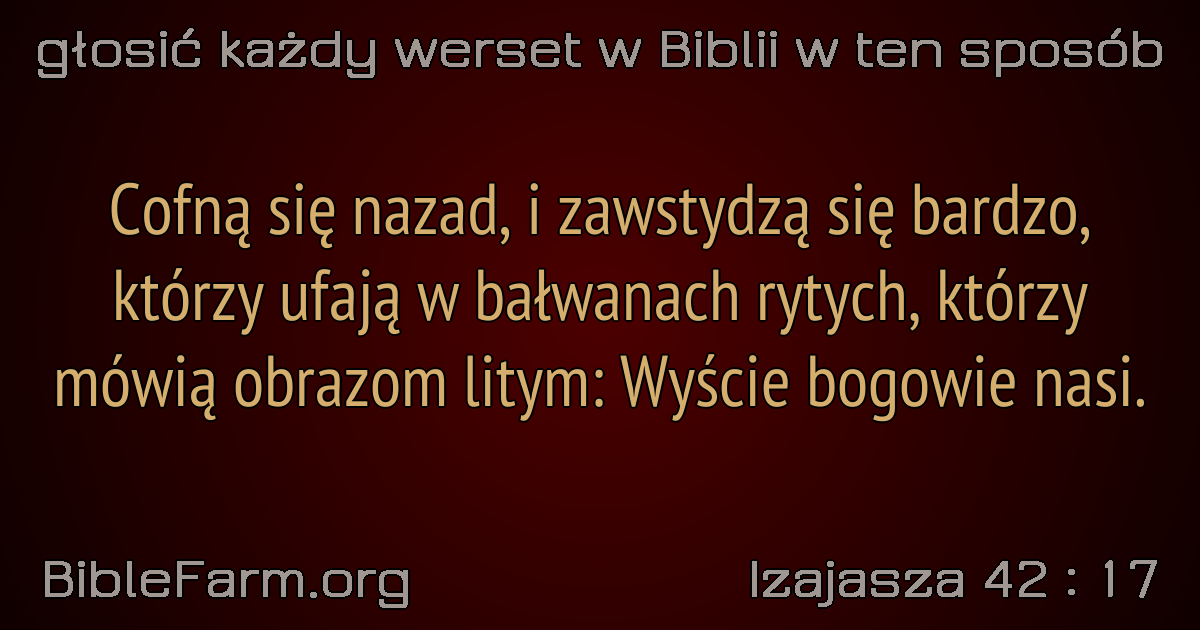 głosić każdy werset w Biblii w ten sposób
Cofną się nazad, i zawstydzą się bardzo,
którzy ufają w bałwanach rytych, którzy
mówią obrazom litym: Wyście bogowie nasi.
BibleFarm.org
Izajasza 42 : 17